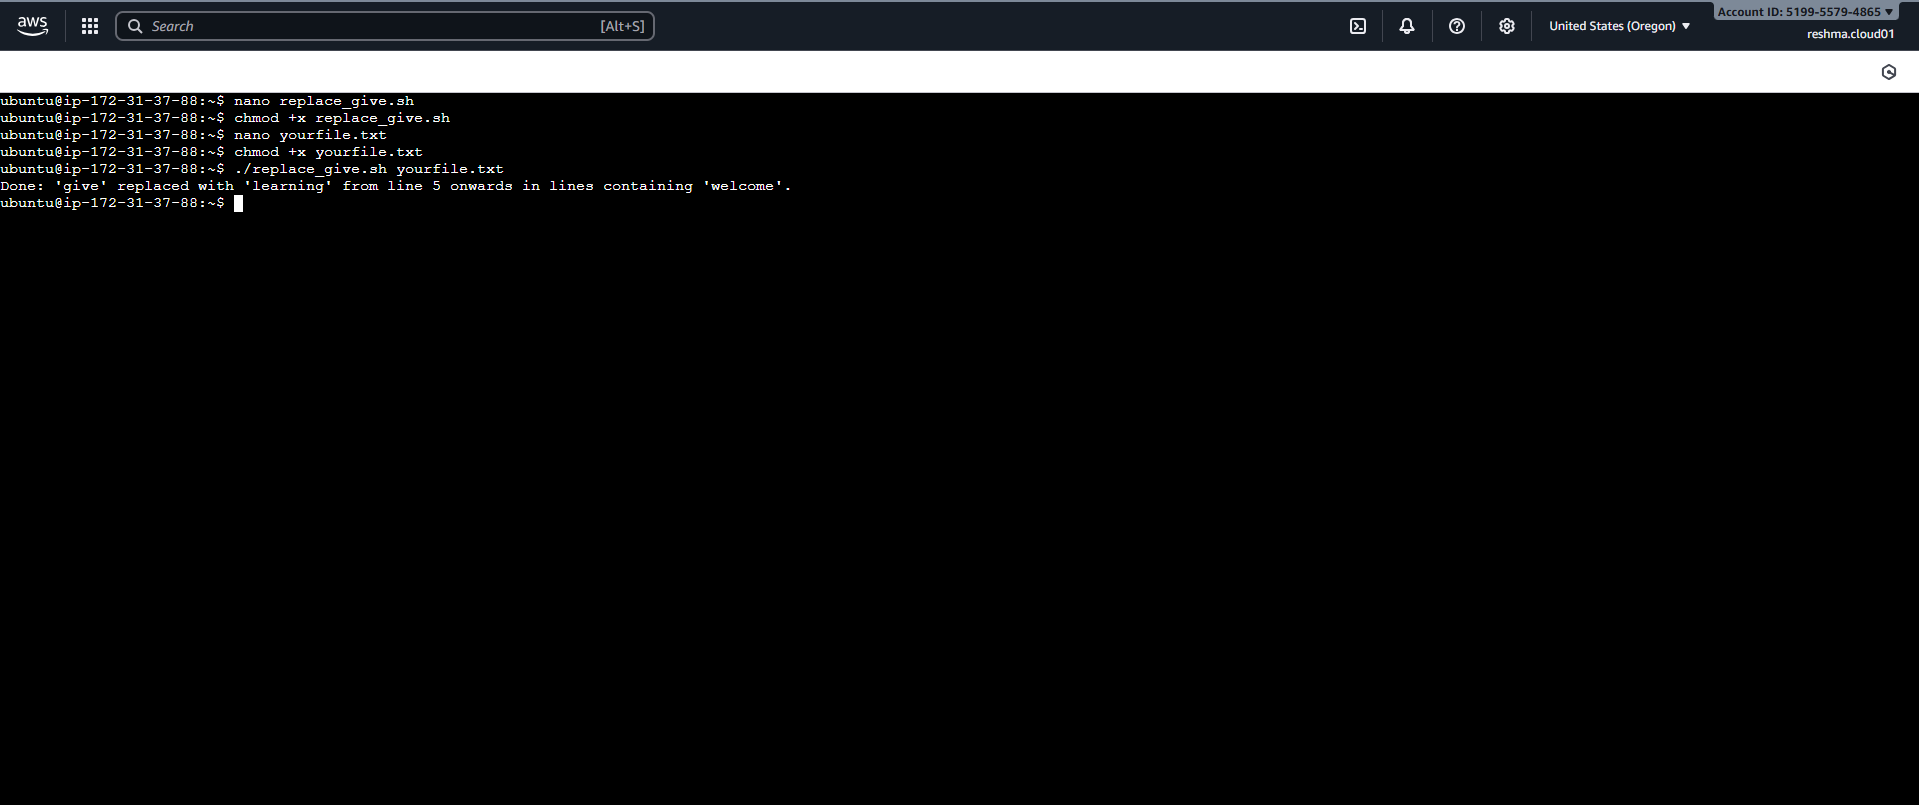 aws
Search [Alt+S]
United States (Oregon)
Account ID: 5199-5579-4865
reshma.cloud01
ubuntu@ip-172-31-37-88:~$ nano replace_give.sh
ubuntu@ip-172-31-37-88:~$ chmod +x replace_give.sh
ubuntu@ip-172-31-37-88:~$ nano yourfile.txt
ubuntu@ip-172-31-37-88:~$ chmod +x yourfile.txt
ubuntu@ip-172-31-37-88:~$ ./replace_give.sh yourfile.txt
Done: 'give' replaced with 'learning' from line 5 onwards in lines containing 'welcome'.
ubuntu@ip-172-31-37-88:~$